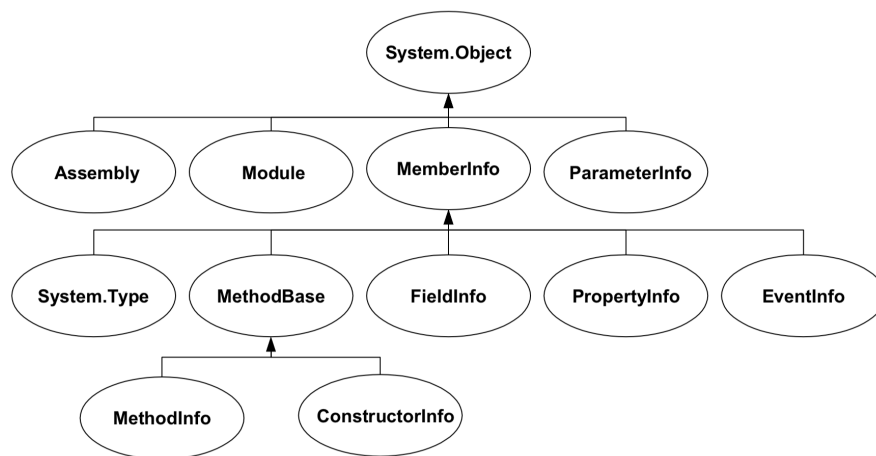 System.Object
Assembly
Module
MemberInfo
ParameterInfo
System.Type
MethodBase
FieldInfo
PropertyInfo
EventInfo
MethodInfo
ConstructorInfo